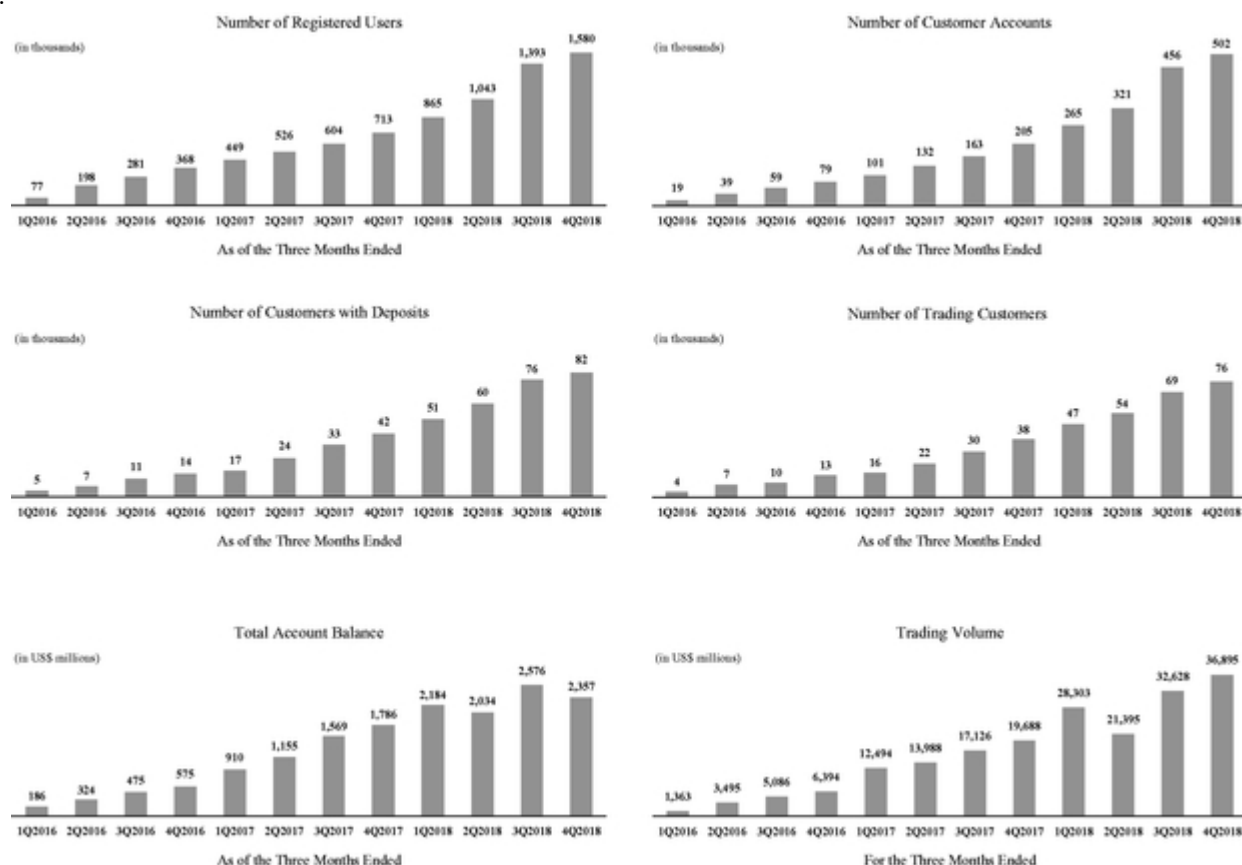 Number of Registered Users
(in thousands)
77 198 281 368 449 526 604 713 865 1,043 1,393 1,580
1Q2016 2Q2016 3Q2016 4Q2016 1Q2017 2Q2017 3Q2017 4Q2017 1Q2018 2Q2018 3Q2018 4Q2018
As of the Three Months Ended
Number of Customer Accounts
(in thousands)
19 39 59 79 101 132 163 205 265 321 456 502
1Q2016 2Q2016 3Q2016 4Q2016 1Q2017 2Q2017 3Q2017 4Q2017 1Q2018 2Q2018 3Q2018 4Q2018
As of the Three Months Ended
Number of Customers with Deposits
(in thousands)
5 7 11 14 17 24 33 42 51 60 76 82
1Q2016 2Q2016 3Q2016 4Q2016 1Q2017 2Q2017 3Q2017 4Q2017 1Q2018 2Q2018 3Q2018 4Q2018
As of the Three Months Ended
Number of Trading Customers
(in thousands)
4 7 10 13 16 22 30 38 47 54 69 76
1Q2016 2Q2016 3Q2016 4Q2016 1Q2017 2Q2017 3Q2017 4Q2017 1Q2018 2Q2018 3Q2018 4Q2018
As of the Three Months Ended
Total Account Balance
(in US$ millions)
186 324 475 575 910 1,155 1,569 1,786 2,184 2,034 2,576 2,357
1Q2016 2Q2016 3Q2016 4Q2016 1Q2017 2Q2017 3Q2017 4Q2017 1Q2018 2Q2018 3Q2018 4Q2018
As of the Three Months Ended
Trading Volume
(in US$ millions)
1,363 3,495 5,086 6,394 12,494 13,988 17,126 19,688 28,303 21,395 32,628 36,895
1Q2016 2Q2016 3Q2016 4Q2016 1Q2017 2Q2017 3Q2017 4Q2017 1Q2018 2Q2018 3Q2018 4Q2018
For the Three Months Ended